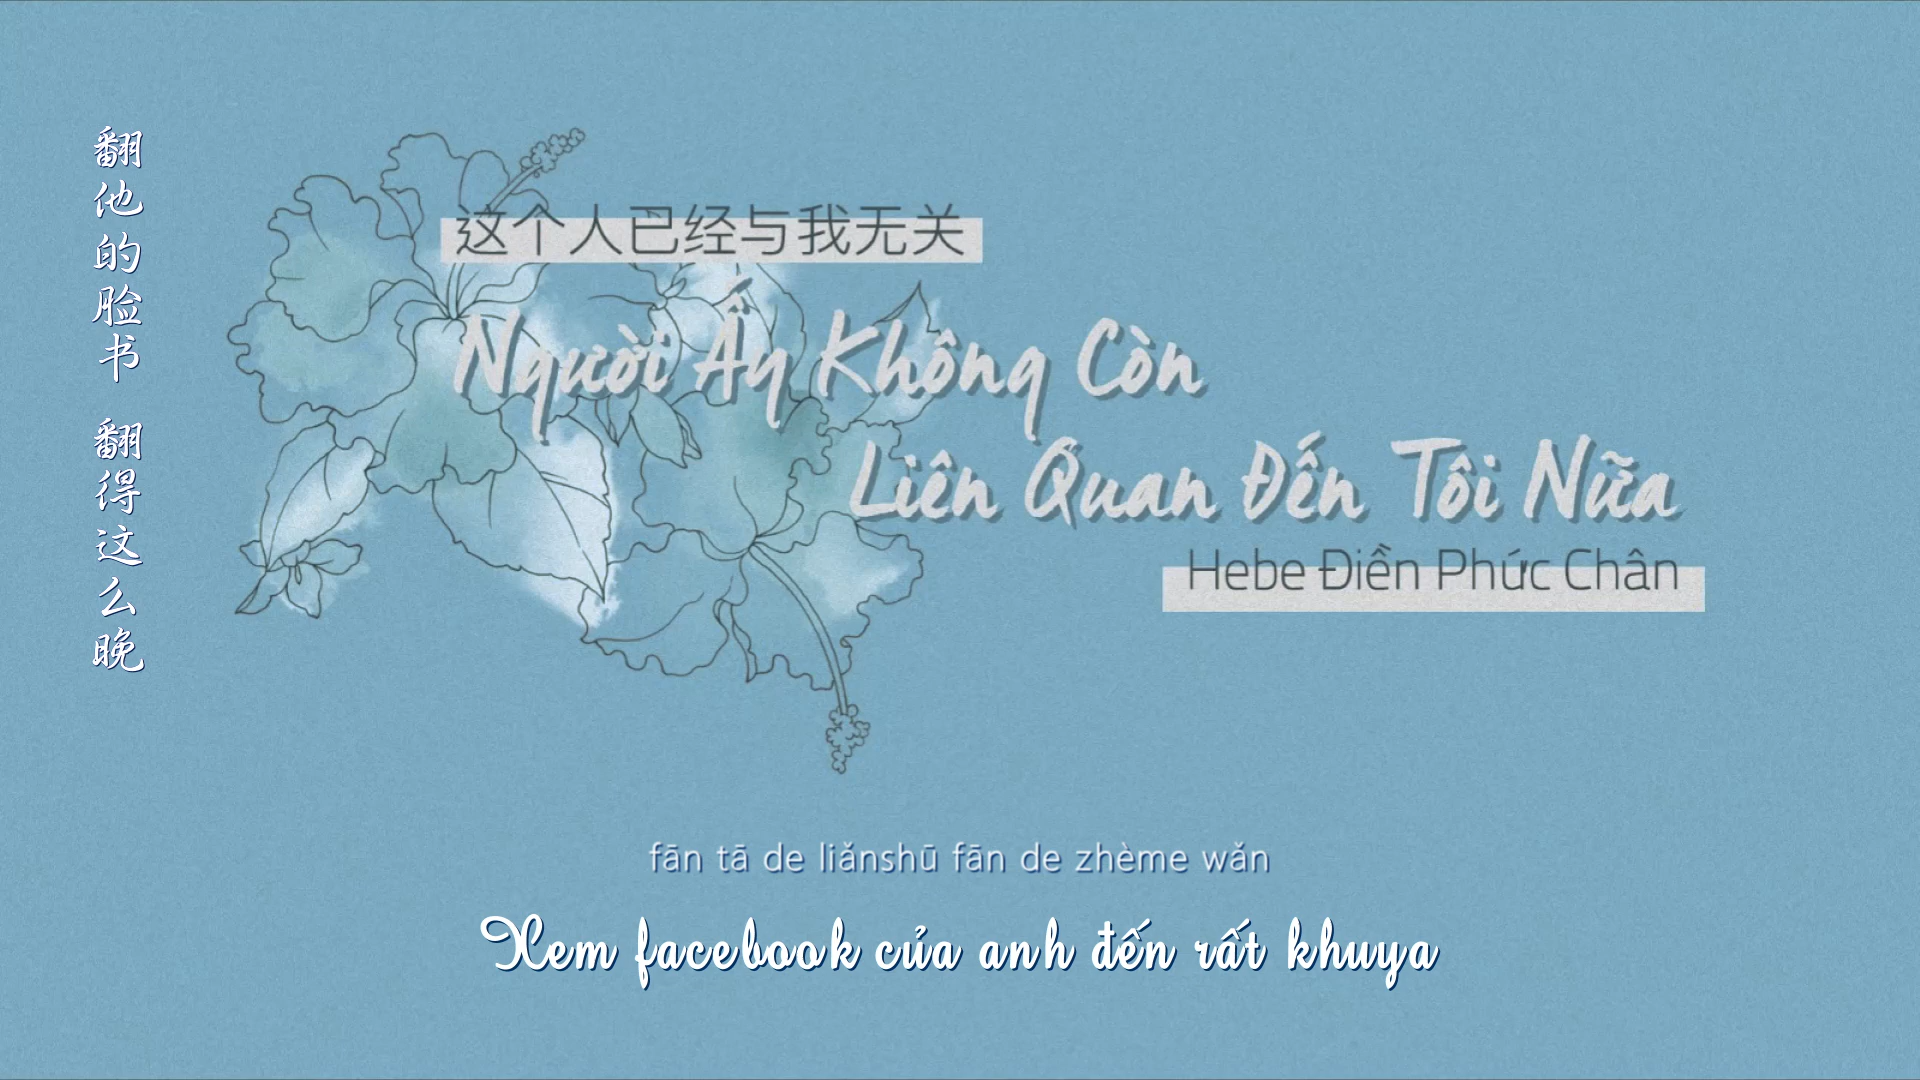 翻他的脸书 翻得这么晚
这个人已经与我无关
Người Ấy Không Còn
Liên Quan Đến Tôi Nữa
Hebe Điền Phúc Chân
fān tā de liǎnshū fān de zhème wǎn
Xem facebook của anh đến rất khuya